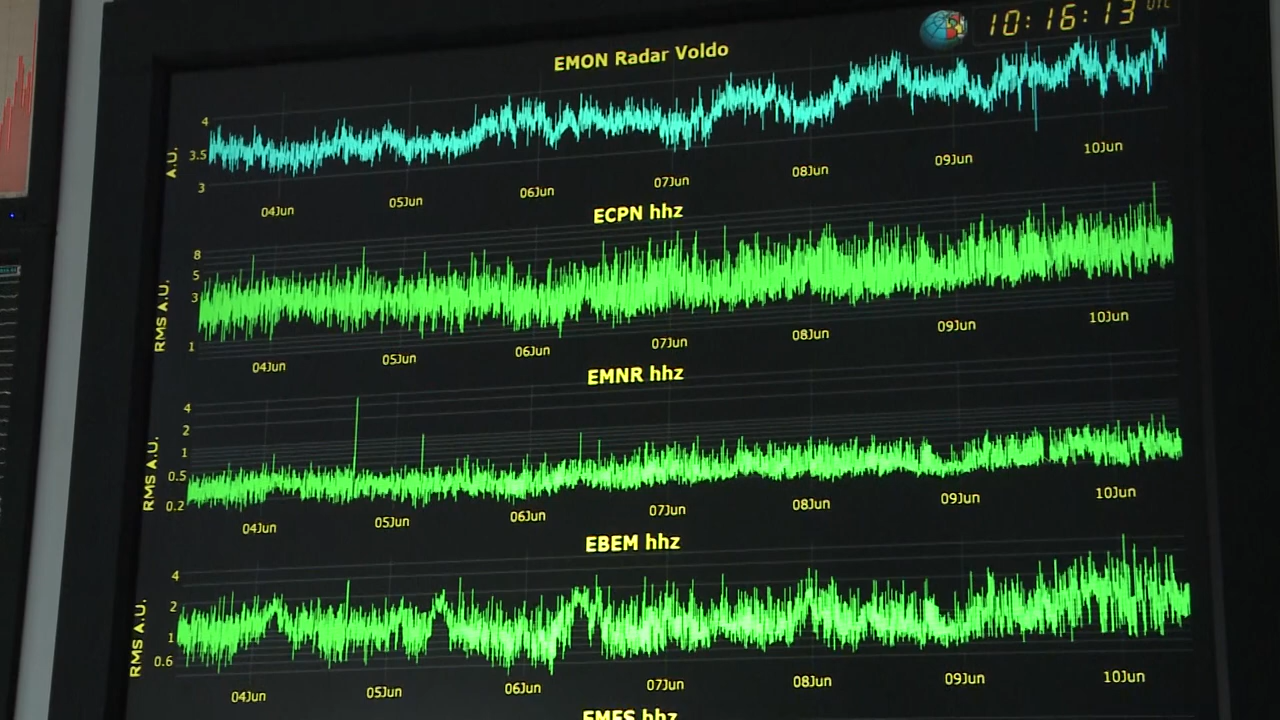 10:16:13 UTC
EMON Radar Voldo
A.U.
4
3.5
3
04Jun 05Jun 06Jun 07Jun 08Jun 09Jun 10Jun
ECPN hhz
RMS A.U.
8
5
3
1
04Jun 05Jun 06Jun 07Jun 08Jun 09Jun 10Jun
EMNR hhz
RMS A.U.
4
2
1
0.5
0.2
04Jun 05Jun 06Jun 07Jun 08Jun 09Jun 10Jun
EBEM hhz
RMS A.U.
4
2
1
0.6
04Jun 05Jun 06Jun 07Jun 08Jun 09Jun 10Jun
EMFS hhz